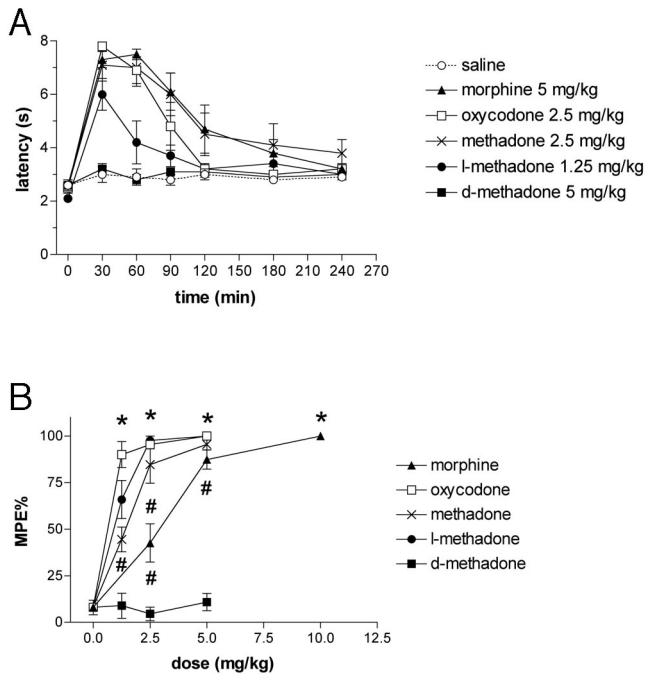 A
8
6
4
2
0
latency (s)
0 30 60 90 120 150 180 210 240 270
time (min)
saline
morphine 5 mg/kg
oxycodone 2.5 mg/kg
methadone 2.5 mg/kg
l-methadone 1.25 mg/kg
d-methadone 5 mg/kg
B
100
75
50
25
0
MPE%
* * * *
# # # #
0.0 2.5 5.0 7.5 10.0 12.5
dose (mg/kg)
morphine
oxycodone
methadone
l-methadone
d-methadone